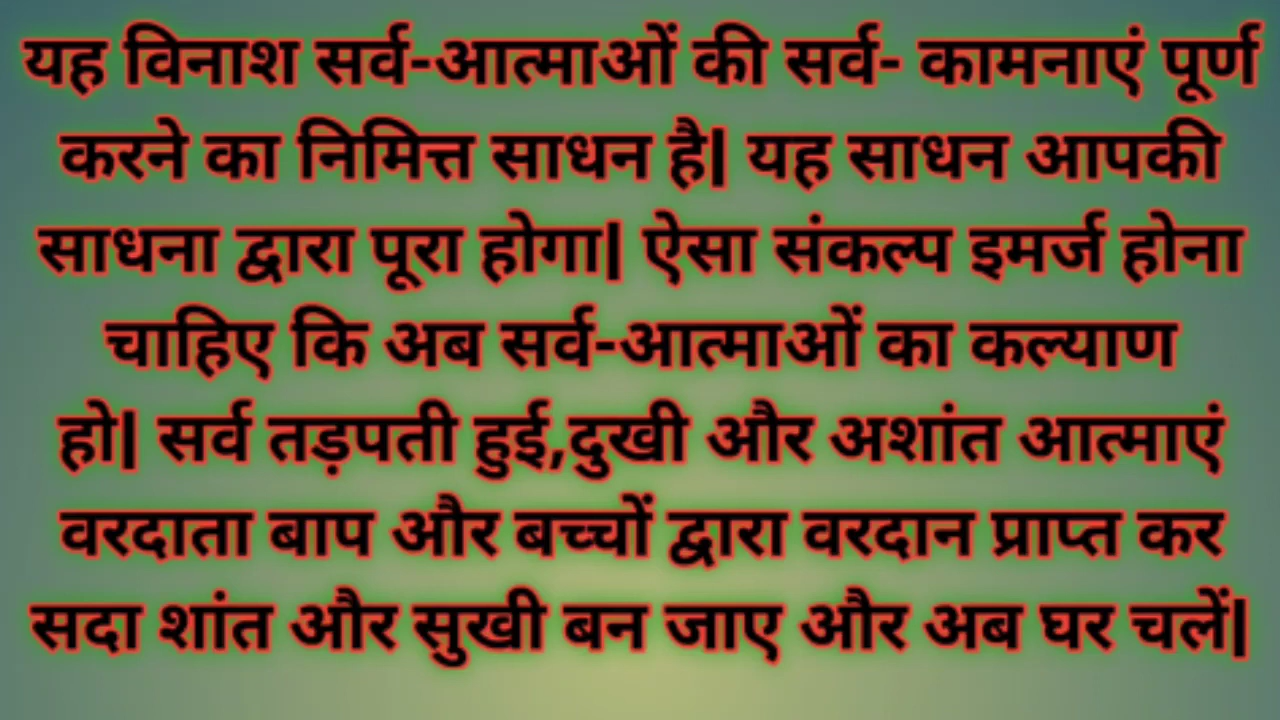 यह विनाश सर्व-आत्माओं की सर्व- कामनाएं पूर्ण
करने का निमित्त साधन है| यह साधन आपकी
साधना द्वारा पूरा होगा| ऐसा संकल्प इमर्ज होना
चाहिए कि अब सर्व-आत्माओं का कल्याण
हो| सर्व तड़पती हुई,दुखी और अशांत आत्माएं
वरदाता बाप और बच्चों द्वारा वरदान प्राप्त कर
सदा शांत और सुखी बन जाए और अब घर चलें|